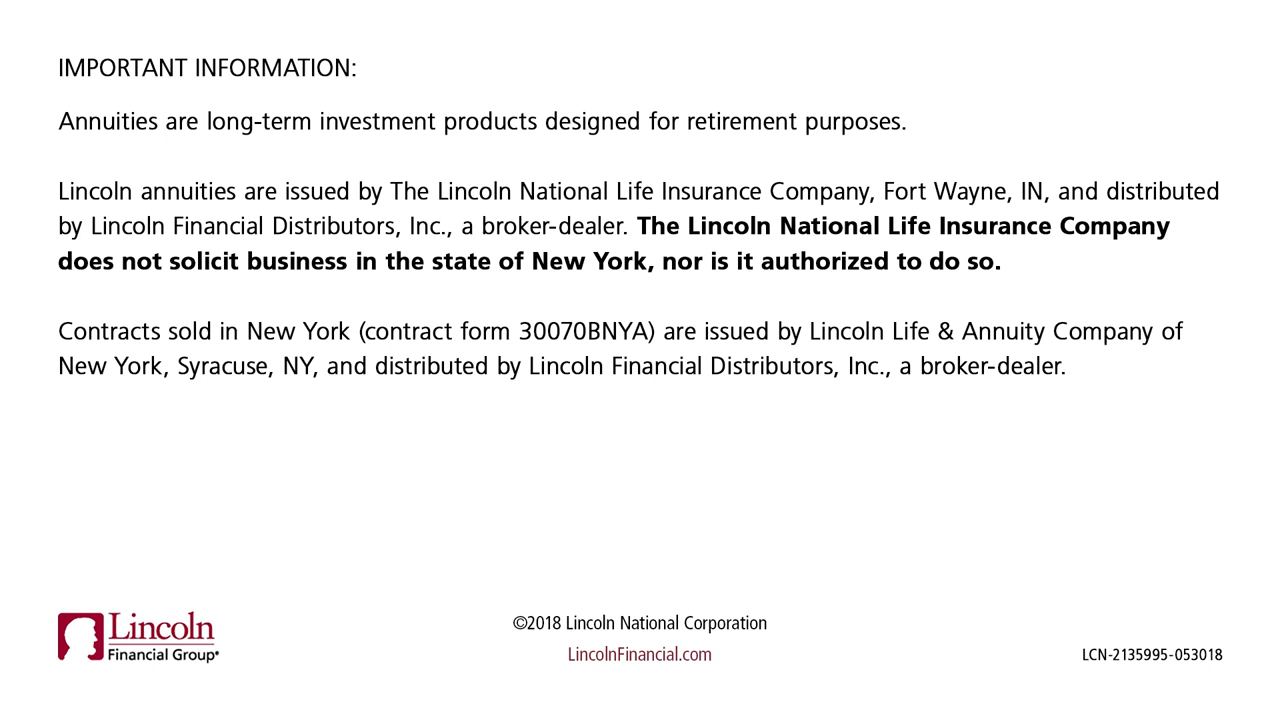 IMPORTANT INFORMATION:
Annuities are long-term investment products designed for retirement purposes.
Lincoln annuities are issued by The Lincoln National Life Insurance Company, Fort Wayne, IN, and distributed
by Lincoln Financial Distributors, Inc., a broker-dealer. The Lincoln National Life Insurance Company
does not solicit business in the state of New York, nor is it authorized to do so.
Contracts sold in New York (contract form 30070BNYA) are issued by Lincoln Life & Annuity Company of
New York, Syracuse, NY, and distributed by Lincoln Financial Distributors, Inc., a broker-dealer.
Lincoln
Financial Group®
©2018 Lincoln National Corporation
LincolnFinancial.com
LCN-2135995-053018